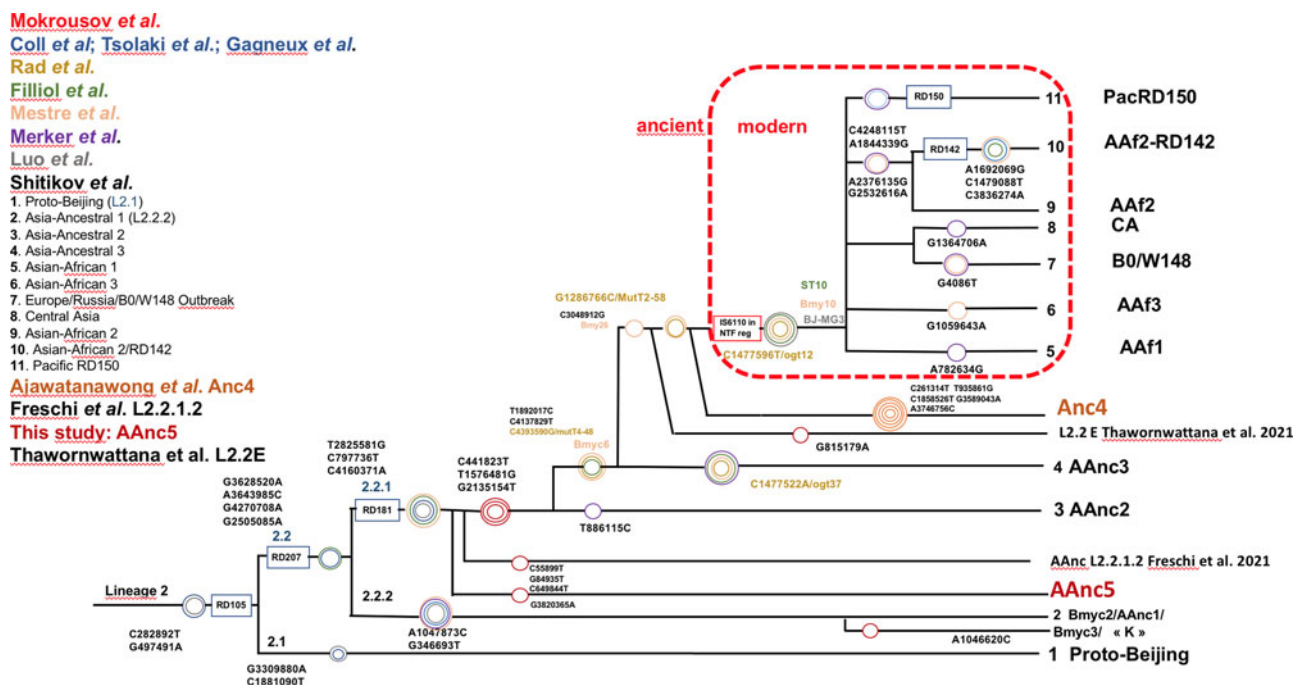 Mokrousov et al.
Coll et al; Tsolaki et al.; Gagneux et al.
Rad et al.
Filliol et al.
Mestre et al.
Merker et al.
Luo et al.
Shitikov et al.
1. Proto-Beijing (L2.1)
2. Asia-Ancestral 1 (L2.2.2)
3. Asia-Ancestral 2
4. Asia-Ancestral 3
5. Asian-African 1
6. Asian-African 3
7. Europe/Russia/B0/W148 Outbreak
8. Central Asia
9. Asian-African 2
10. Asian-African 2/RD142
11. Pacific RD150
Ajawatanawong et al. Anc4
Freschi et al. L2.2.1.2
This study: AAnc5
Thawornwattana et al. L2.2E
ancient modern
RD150
11 PacRD150
C4248115T
A1844339G
RD142
10 AAf2-RD142
A2376135G
G2532616A
A1692069G
C1479088T
C3836274A
9 AAf2
8 CA
G1364706A
7 B0/W148
G4086T
ST10
Bmy10
BJ-MG3
6 AAf3
G1059643A
5 AAf1
A782634G
G1286766C/MutT2-58
C3048912G
Bmy26
IS6110 in
NTF reg
C1477596T/ogt12
C261314T T935861G
C1858526T G3589043A
A3746756C
Anc4
L2.2 E Thawornwattana et al. 2021
G815179A
T1892017C
C4137829T
C4393590G/mutT4-48
Bmyc6
4 AAnc3
C1477522A/ogt37
T2825581G
C797736T
C4160371A
C441823T
T1576481G
G2135154T
3 AAnc2
T886115C
G3628520A
A3643985C
G4270708A
G2505085A
2.2.1
RD181
2.2
RD207
AAnc L2.2.1.2 Freschi et al. 2021
C55899T
G84935T
C649844T
G3820365A
AAnc5
Lineage 2
RD105
2.2.2
2 Bmyc2/AAnc1/
Bmyc3/ « K »
A1047873C
G346693T
A1046620C
C282892T
G497491A
2.1
1 Proto-Beijing
G3309880A
C1881090T